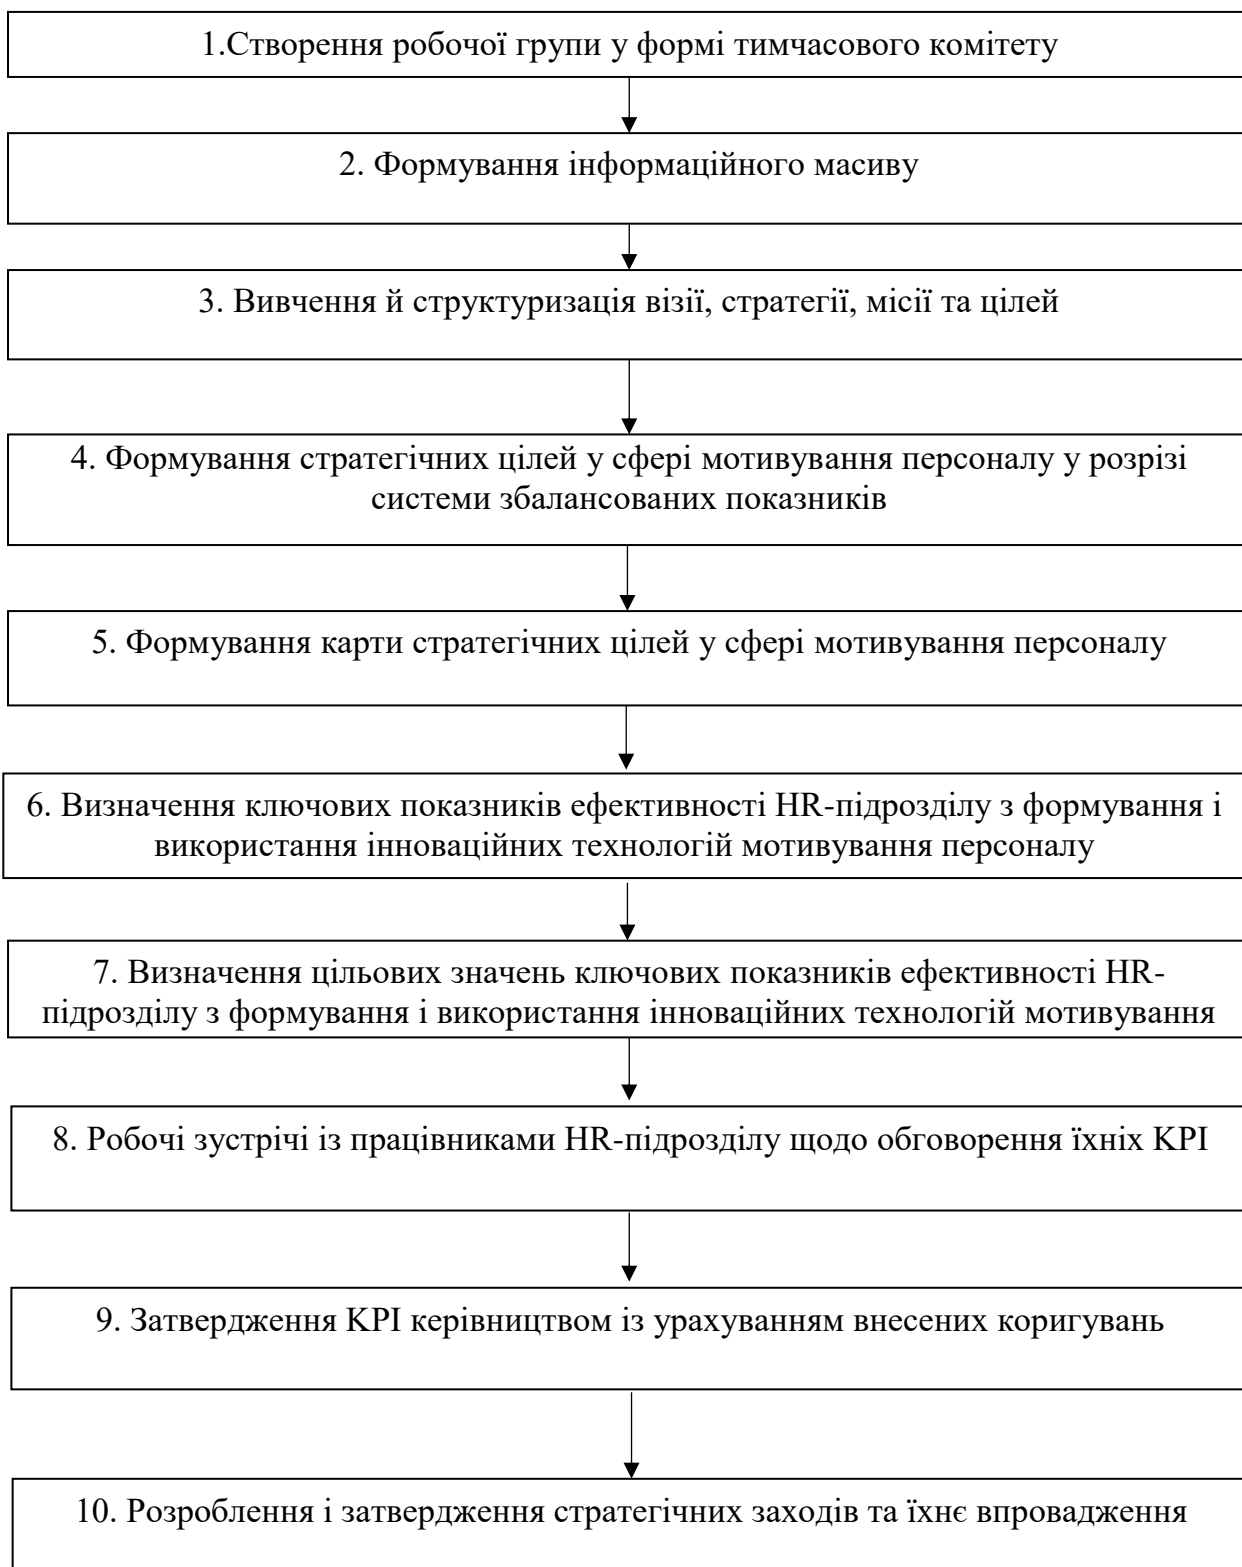 1.Створення робочої групи у формі тимчасового комітету
2. Формування інформаційного масиву
3. Вивчення й структуризація візії, стратегії, місії та цілей
4. Формування стратегічних цілей у сфері мотивування персоналу у розрізі
системи збалансованих показників
5. Формування карти стратегічних цілей у сфері мотивування персоналу
6. Визначення ключових показників ефективності HR-підрозділу з формування і
використання інноваційних технологій мотивування персоналу
7. Визначення цільових значень ключових показників ефективності HR-
підрозділу з формування і використання інноваційних технологій мотивування
8. Робочі зустрічі із працівниками HR-підрозділу щодо обговорення їхніх KPI
9. Затвердження KPI керівництвом із урахуванням внесених коригувань
10. Розроблення і затвердження стратегічних заходів та їхнє впровадження